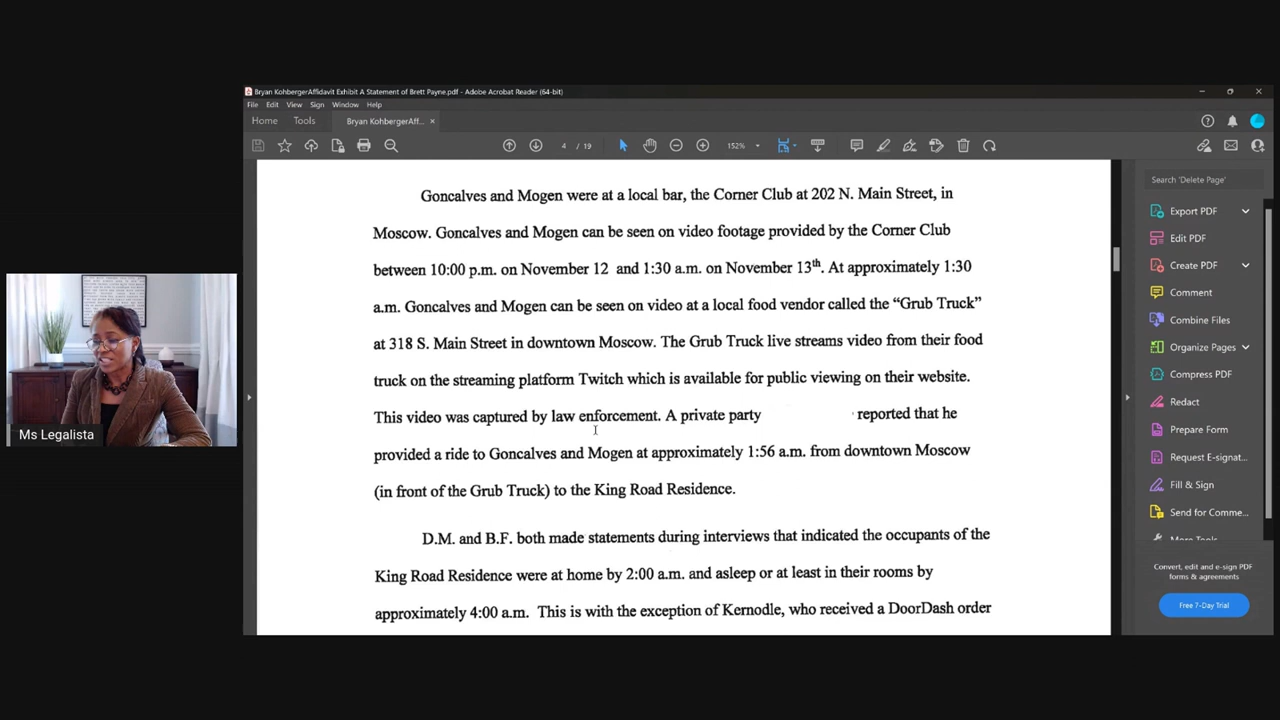 Bryan KohbergerAffidavit Exhibit A Statement of Brett Payne.pdf - Adobe Acrobat Reader (64-bit)
File Edit View Sign Window Help
Home Tools Bryan KohbergerAff... ×
4 / 19 152%
Goncalves and Mogen were at a local bar, the Corner Club at 202 N. Main Street, in
Moscow. Goncalves and Mogen can be seen on video footage provided by the Corner Club
between 10:00 p.m. on November 12 and 1:30 a.m. on November 13th. At approximately 1:30
a.m. Goncalves and Mogen can be seen on video at a local food vendor called the “Grub Truck”
at 318 S. Main Street in downtown Moscow. The Grub Truck live streams video from their food
truck on the streaming platform Twitch which is available for public viewing on their website.
This video was captured by law enforcement. A private party reported that he
provided a ride to Goncalves and Mogen at approximately 1:56 a.m. from downtown Moscow
(in front of the Grub Truck) to the King Road Residence.
D.M. and B.F. both made statements during interviews that indicated the occupants of the
King Road Residence were at home by 2:00 a.m. and asleep or at least in their rooms by
approximately 4:00 a.m. This is with the exception of Kernodle, who received a DoorDash order
Search 'Delete Page'
Export PDF
Edit PDF
Create PDF
Comment
Combine Files
Organize Pages
Compress PDF
Redact
Prepare Form
Request E-signat...
Fill & Sign
Send for Comme...
More Tools
Convert, edit and e-sign PDF
forms & agreements
Free 7-Day Trial
Ms Legalista